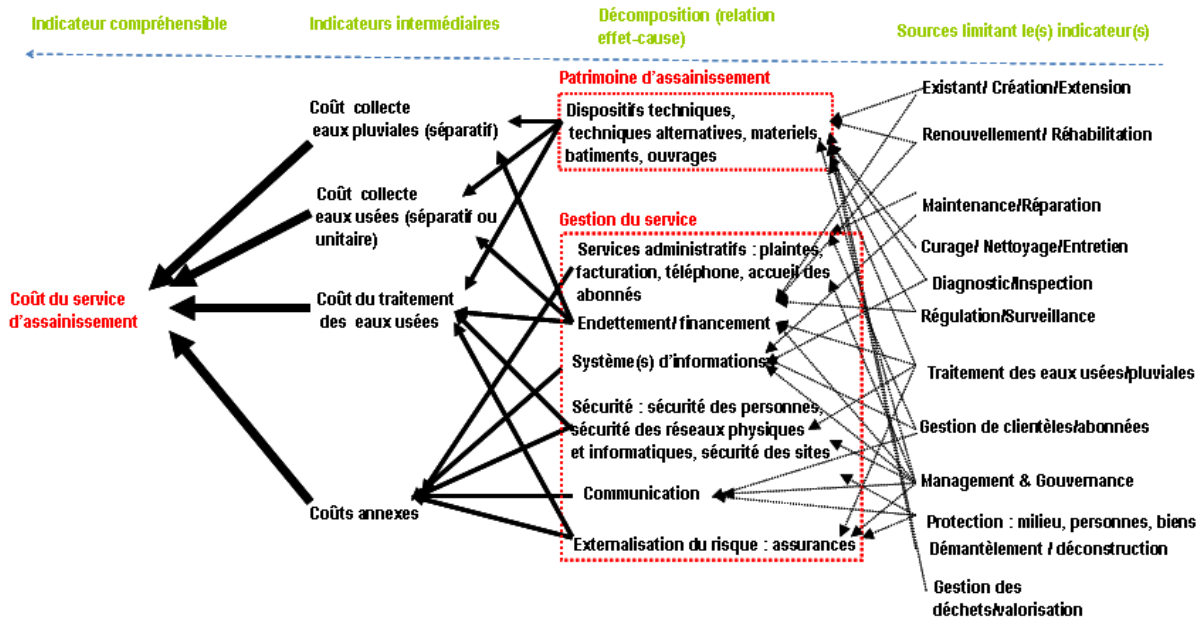 Indicateur compréhensible
Indicateurs intermédiaires
Décomposition (relation
effet-cause)
Sources limitant le(s) indicateur(s)
Coût du service
d'assainissement
Coût collecte
eaux pluviales (séparatif)
Coût collecte
eaux usées (séparatif ou
unitaire)
Coût du traitement
des eaux usées
Coûts annexes
Patrimoine d'assainissement
Dispositifs techniques,
techniques alternatives, materiels,
batiments, ouvrages
Gestion du service
Services administratifs : plaintes,
facturation, téléphone, accueil des
abonnés
Endettement/ financement
Système(s) d'informations
Sécurité : sécurité des personnes,
sécurité des réseaux physiques
et informatiques, sécurité des sites
Communication
Externalisation du risque : assurances
Existant/ Création/Extension
Renouvellement/ Réhabilitation
Maintenance/Réparation
Curage/ Nettoyage/Entretien
Diagnostic/Inspection
Régulation/Surveillance
Traitement des eaux usées/pluviales
Gestion de clientèles/abonnées
Management & Gouvernance
Protection : milieu, personnes, biens
Démantèlement / déconstruction
Gestion des
déchets/valorisation